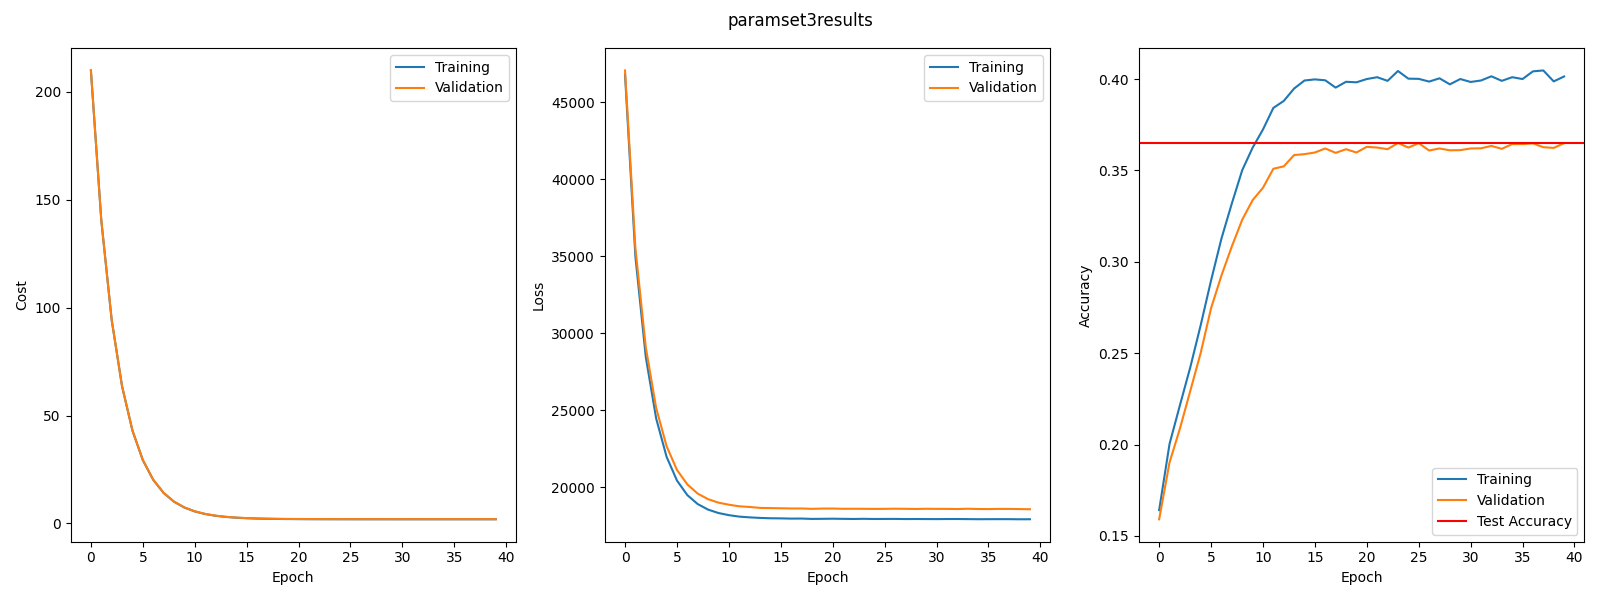 paramset3results
Training
Validation
Cost
200
150
100
50
0
0 5 10 15 20 25 30 35 40
Epoch
Training
Validation
Loss
45000
40000
35000
30000
25000
20000
0 5 10 15 20 25 30 35 40
Epoch
Accuracy
0.40
0.35
0.30
0.25
0.20
0.15
Training
Validation
Test Accuracy
0 5 10 15 20 25 30 35 40
Epoch